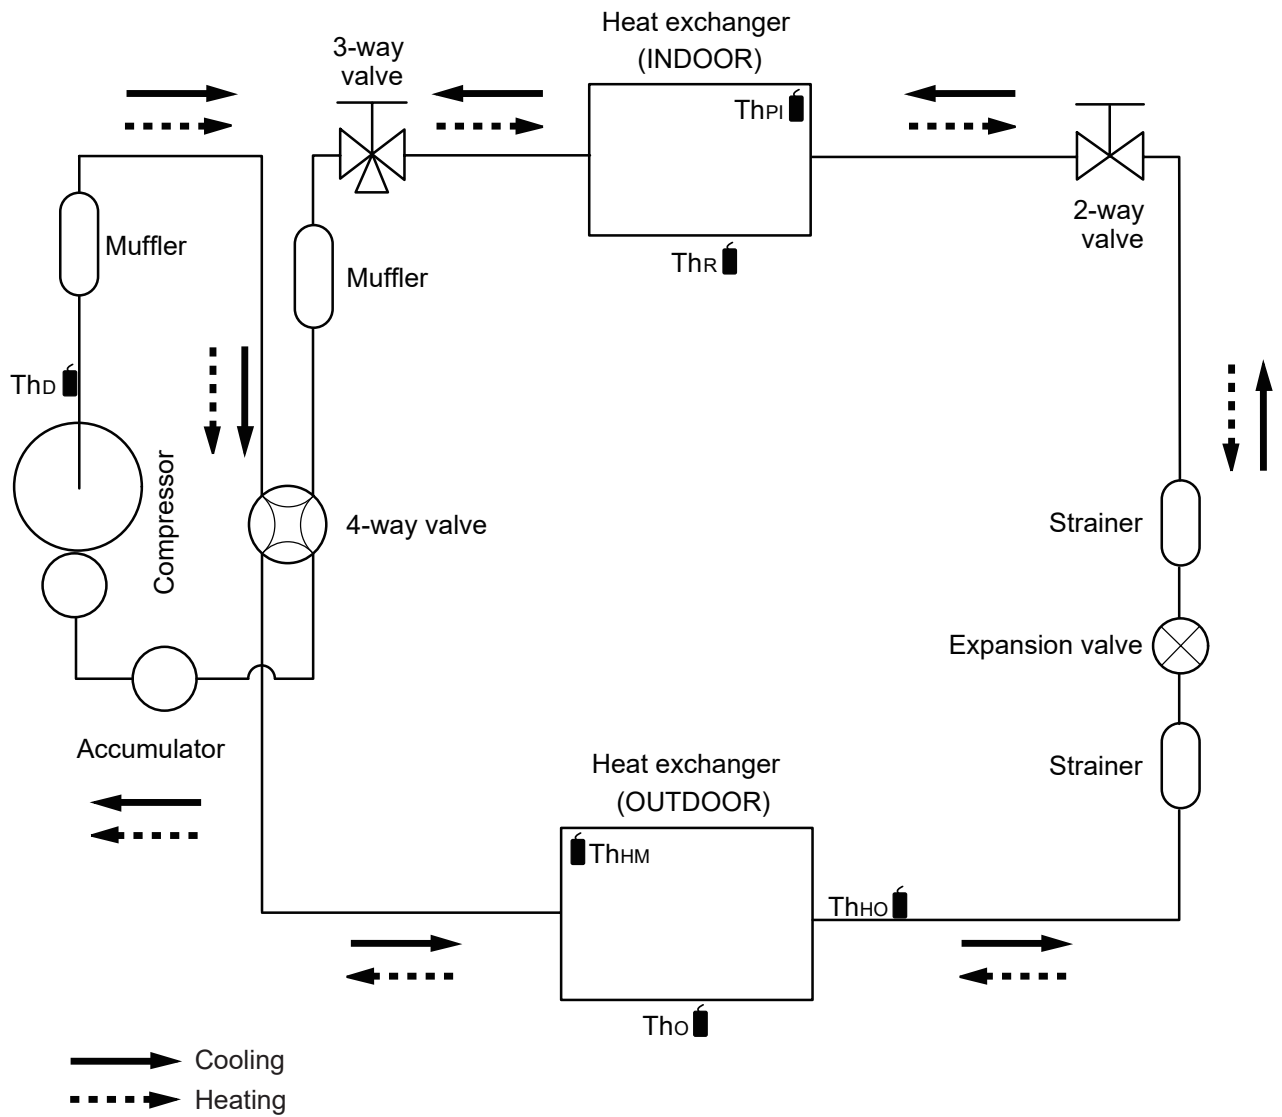 Heat exchanger
(INDOOR)
3-way
valve
ThPI
2-way
valve
Muffler
ThR
Muffler
ThD
Compressor
4-way valve
Strainer
Expansion valve
Accumulator
Heat exchanger
(OUTDOOR)
Strainer
ThHM
ThHO
ThO
Cooling
Heating